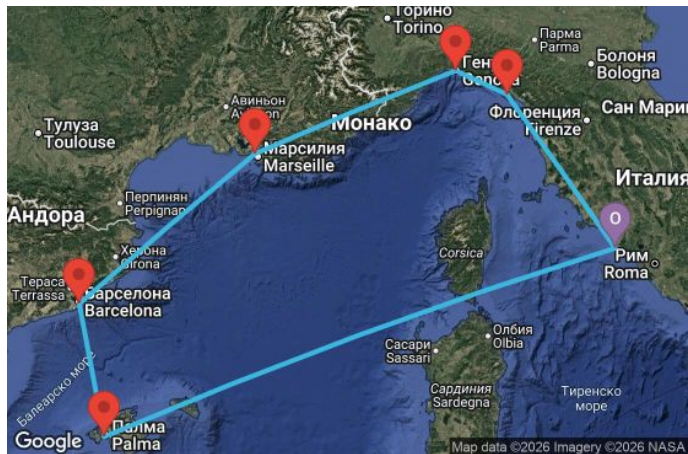 Торино
Torino
Парма
Parma
Болоня
Bologna
Ген
Genova
Авиньон
Монако
Флоренция
Firenze
Сан Мари
Тулуза
Toulouse
Марсилия
Marseille
Италия
Перпинян
Perpignan
Андора
Corsica
О
Рим
Roma
Херона
Girona
Тераса
Terrassa
Барселона
Barcelona
Олбия
Olbia
Сасари
Sassari
Балеарско море
Сардиния
Sardegna
Тиренско
море
Палма
Palma
Google
Map data ©2026 Imagery ©2026 NASA